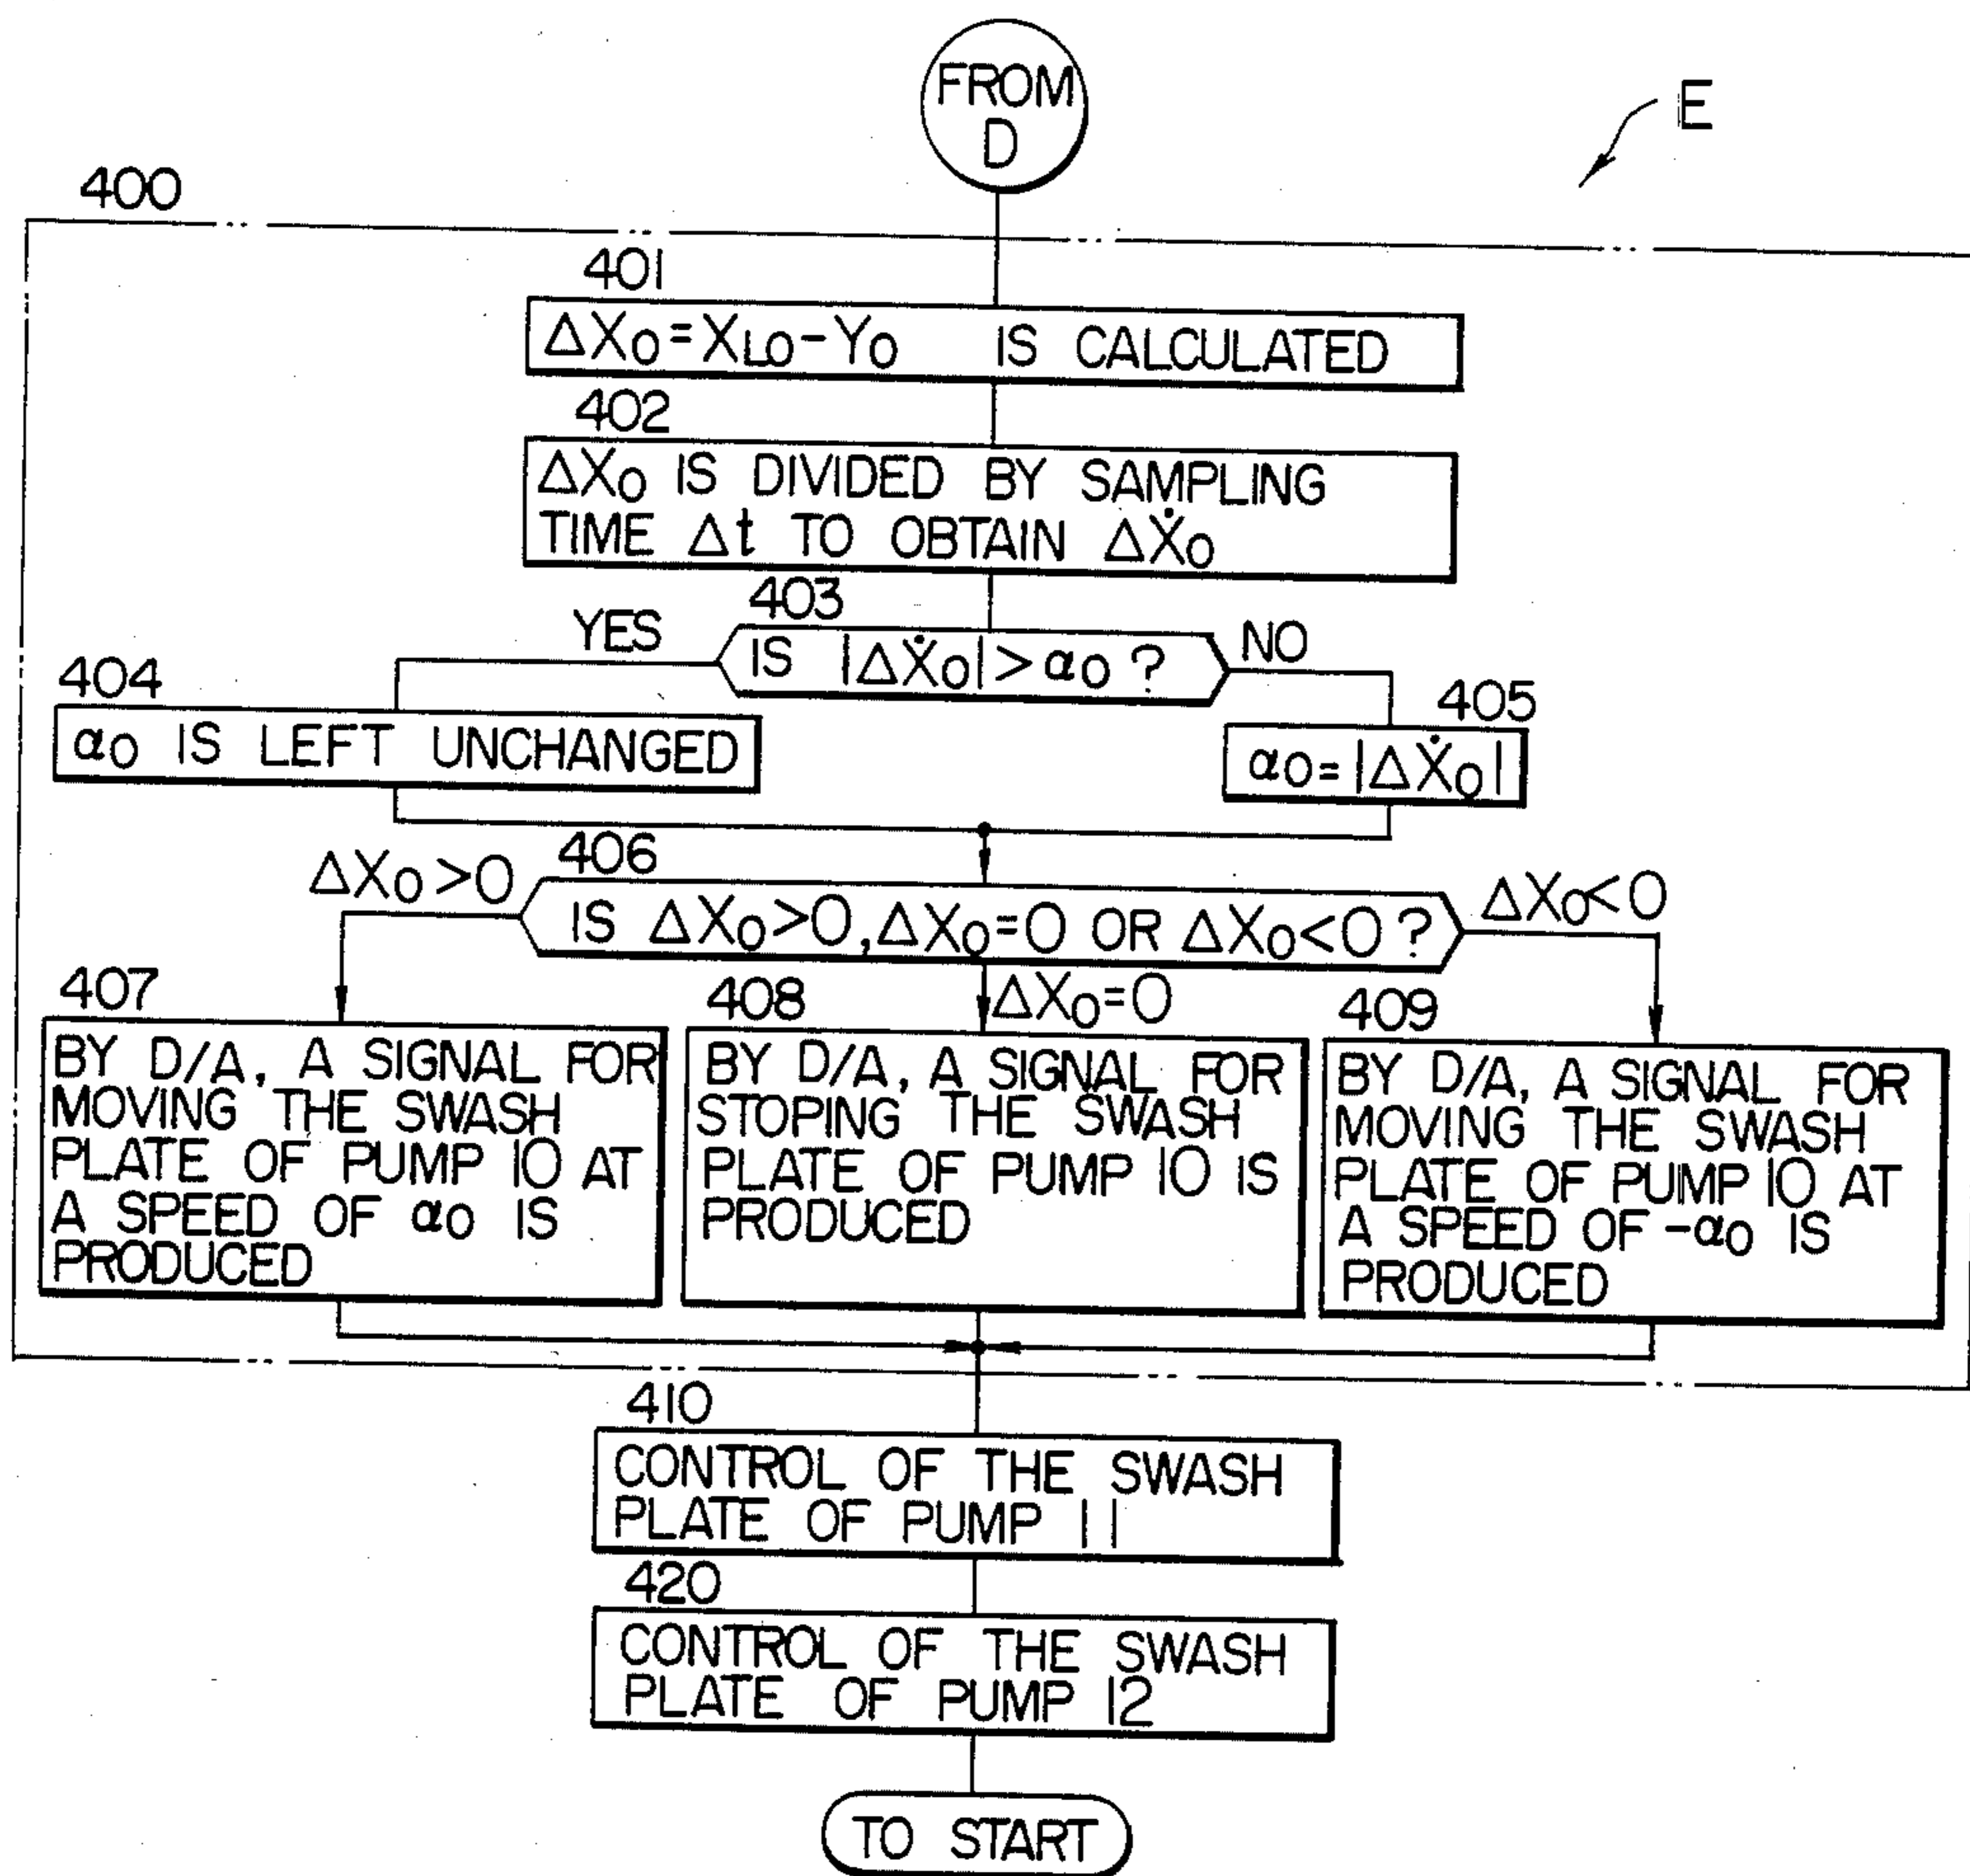 FROM
D
E
400
401
ΔX₀=X_L₀-Y₀ IS CALCULATED
402
ΔX₀ IS DIVIDED BY SAMPLING
TIME Δt TO OBTAIN ΔẊ₀
403
YES
IS |ΔẊ₀|>α₀ ?
NO
404
α₀ IS LEFT UNCHANGED
405
α₀=|ΔẊ₀|
406
ΔX₀>0
IS ΔX₀>0,ΔX₀=0 OR ΔX₀<0 ?
ΔX₀<0
407
BY D/A, A SIGNAL FOR
MOVING THE SWASH
PLATE OF PUMP 10 AT
A SPEED OF α₀ IS
PRODUCED
408
ΔX₀=0
BY D/A, A SIGNAL FOR
STOPING THE SWASH
PLATE OF PUMP 10 IS
PRODUCED
409
BY D/A, A SIGNAL FOR
MOVING THE SWASH
PLATE OF PUMP 10 AT
A SPEED OF -α₀ IS
PRODUCED
410
CONTROL OF THE SWASH
PLATE OF PUMP 11
420
CONTROL OF THE SWASH
PLATE OF PUMP 12
TO START